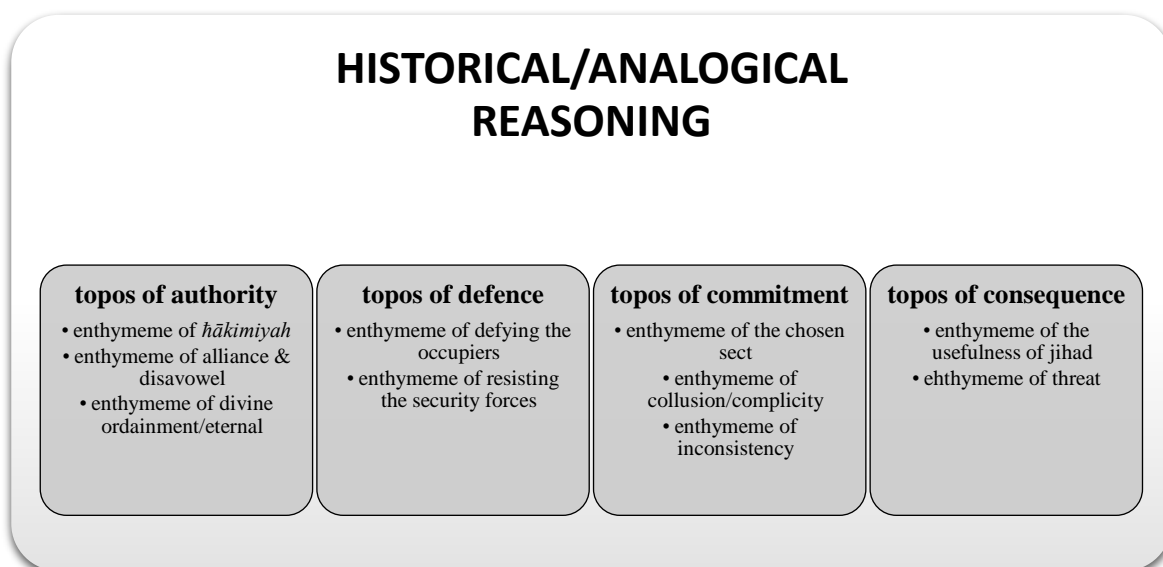 HISTORICAL/ANALOGICAL
REASONING
topos of authority
• enthymeme of ħākimiyah
• enthymeme of alliance &
disavowel
• enthymeme of divine
ordainment/eternal
topos of defence
• enthymeme of defying the
occupiers
• enthymeme of resisting
the security forces
topos of commitment
• enthymeme of the chosen
sect
• enthymeme of
collusion/complicity
• enthymeme of
inconsistency
topos of consequence
• enthymeme of the
usefulness of jihad
• ehthymeme of threat